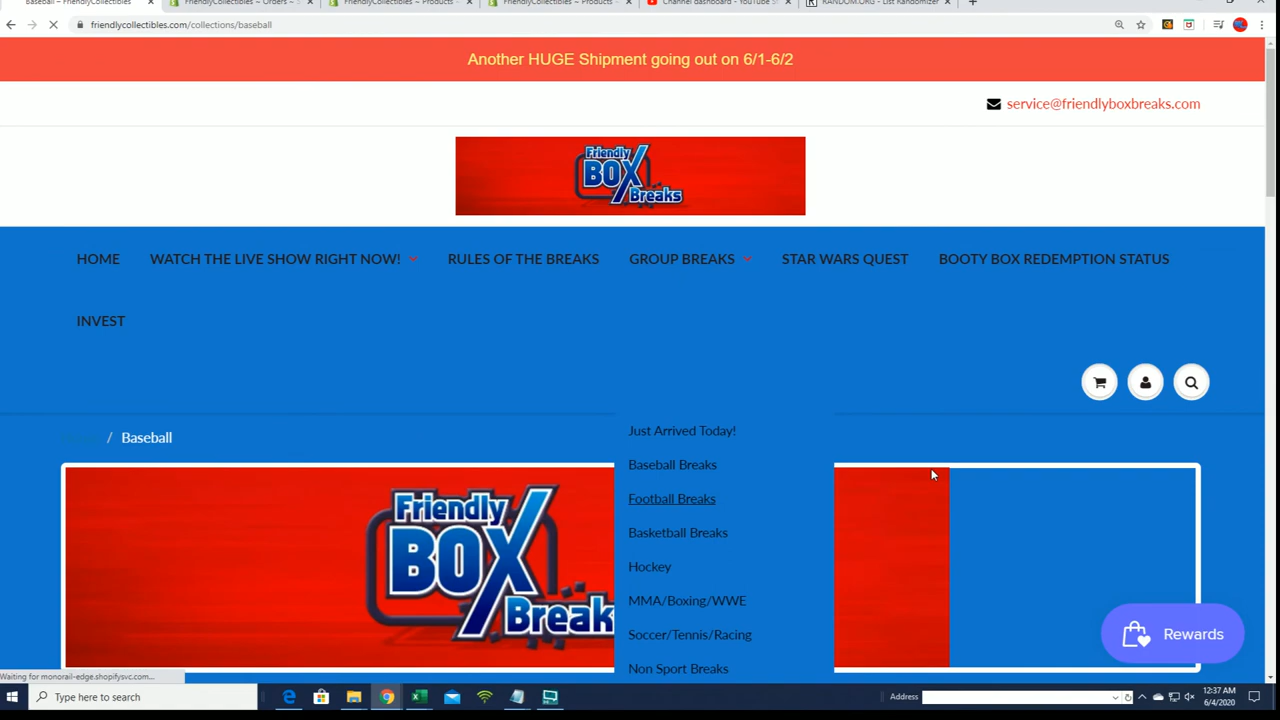 Baseball – FriendlyCollectibles
FriendlyCollectibles ~ Orders ~
FriendlyCollectibles ~ Products ~
FriendlyCollectibles ~ Products ~
Channel dashboard - YouTube
RANDOM.ORG - List Randomizer
friendlycollectibles.com/collections/baseball
Another HUGE Shipment going out on 6/1-6/2
service@friendlyboxbreaks.com
Friendly
BOX
Breaks
HOME
WATCH THE LIVE SHOW RIGHT NOW!
RULES OF THE BREAKS
GROUP BREAKS
STAR WARS QUEST
BOOTY BOX REDEMPTION STATUS
INVEST
/ Baseball
Just Arrived Today!
Baseball Breaks
Football Breaks
Basketball Breaks
Hockey
MMA/Boxing/WWE
Soccer/Tennis/Racing
Non Sport Breaks
Friendly
BOX
Breaks
Rewards
Waiting for monorail-edge.shopifysvc.com...
Type here to search
Address
12:37 AM
6/4/2020